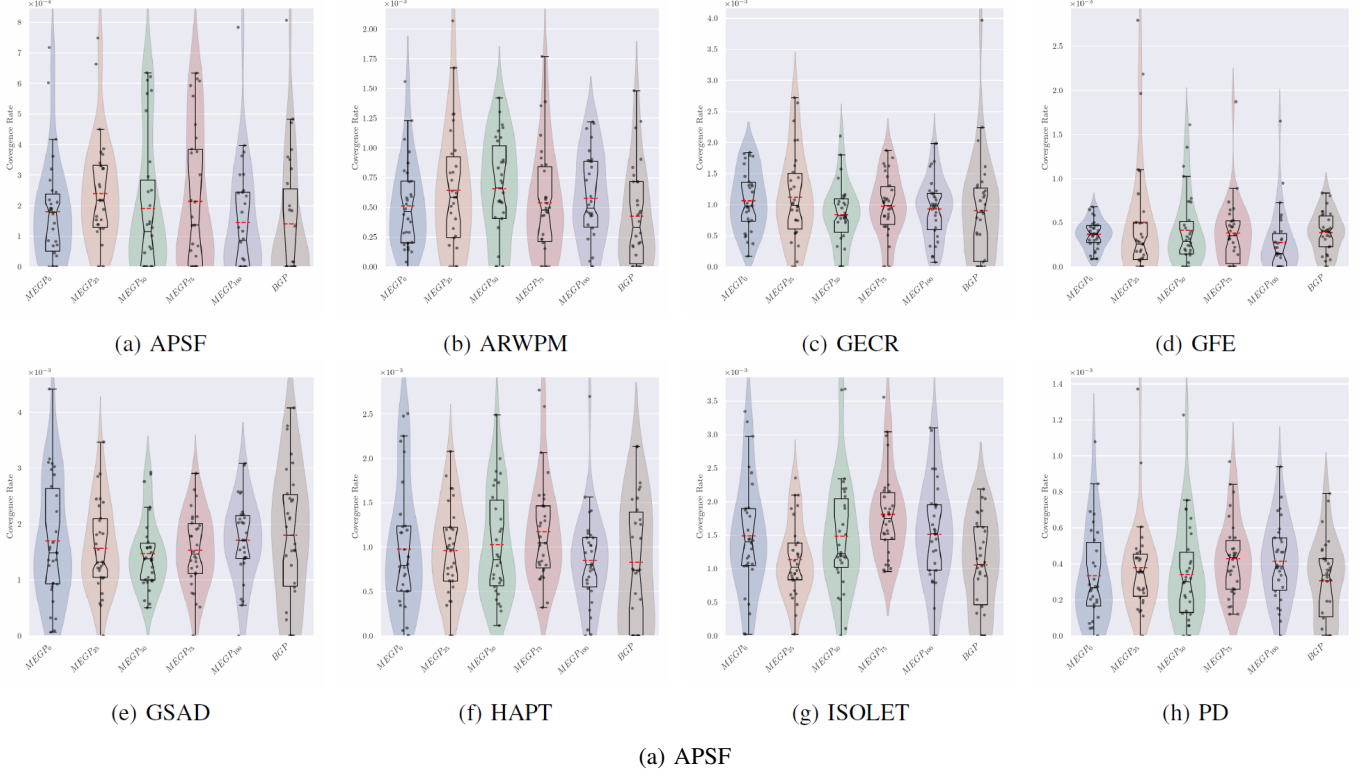 8
7
6
5
4
3
2
1
0
Covergence Rate
MEGP₀
MEGP₂₅
MEGP₅₀
MEGP₇₅
MEGP₁₀₀
BGP
(a) APSF
×10⁻³
2.00
1.75
1.50
1.25
1.00
0.75
0.50
0.25
0.00
Covergence Rate
MEGP₀
MEGP₂₅
MEGP₅₀
MEGP₇₅
MEGP₁₀₀
BGP
(b) ARWPM
×10⁻³
4.0
3.5
3.0
2.5
2.0
1.5
1.0
0.5
0.0
Covergence Rate
MEGP₀
MEGP₂₅
MEGP₅₀
MEGP₇₅
MEGP₁₀₀
BGP
(c) GECR
×10⁻³
2.5
2.0
1.5
1.0
0.5
0.0
Covergence Rate
MEGP₀
MEGP₂₅
MEGP₅₀
MEGP₇₅
MEGP₁₀₀
BGP
(d) GFE
×10⁻³
4
3
2
1
0
Covergence Rate
MEGP₀
MEGP₂₅
MEGP₅₀
MEGP₇₅
MEGP₁₀₀
BGP
(e) GSAD
×10⁻³
2.5
2.0
1.5
1.0
0.5
0.0
Covergence Rate
MEGP₀
MEGP₂₅
MEGP₅₀
MEGP₇₅
MEGP₁₀₀
BGP
(f) HAPT
×10⁻³
3.5
3.0
2.5
2.0
1.5
1.0
0.5
0.0
Covergence Rate
MEGP₀
MEGP₂₅
MEGP₅₀
MEGP₇₅
MEGP₁₀₀
BGP
(g) ISOLET
×10⁻³
1.4
1.2
1.0
0.8
0.6
0.4
0.2
0.0
Covergence Rate
MEGP₀
MEGP₂₅
MEGP₅₀
MEGP₇₅
MEGP₁₀₀
BGP
(h) PD
(a) APSF